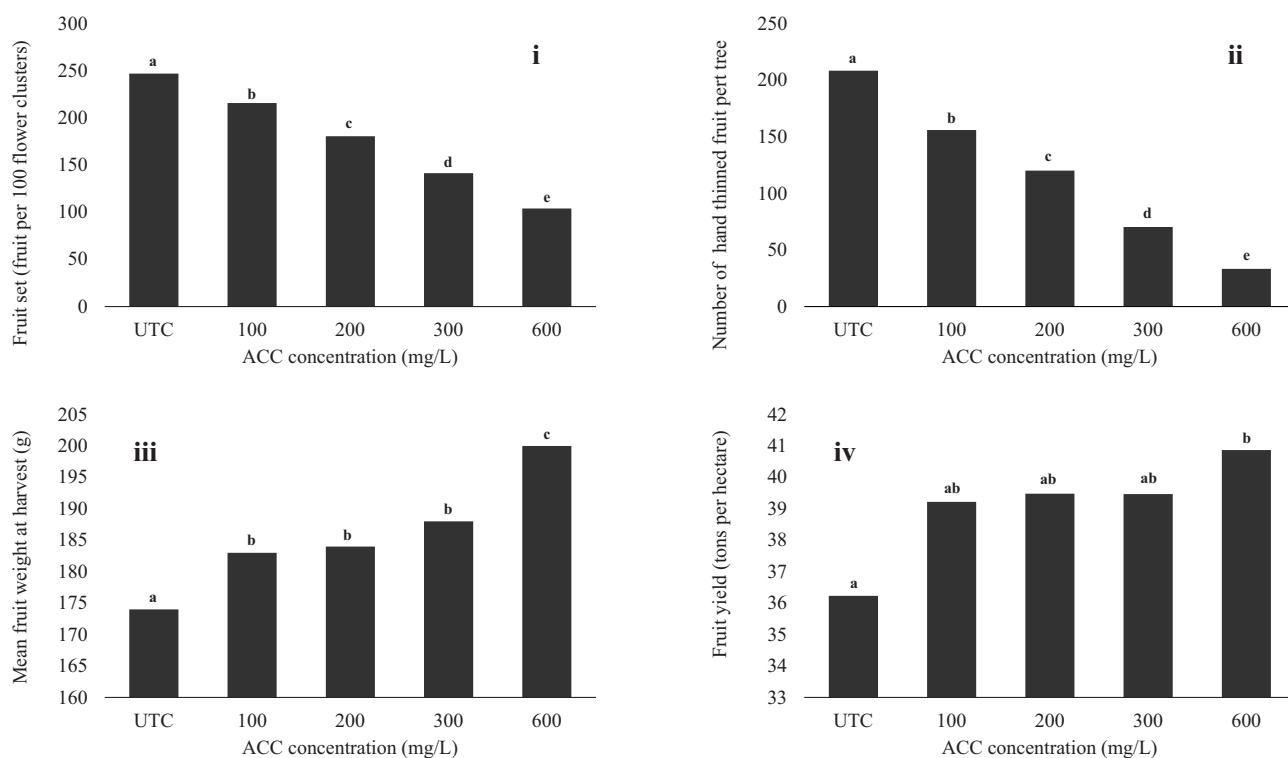 Fruit set (fruit per 100 flower clusters)
300
250
200
150
100
50
0
i
a
b
c
d
e
UTC 100 200 300 600
ACC concentration (mg/L)
Number of hand thinned fruit pert tree
250
200
150
100
50
0
ii
a
b
c
d
e
UTC 100 200 300 600
ACC concentration (mg/L)
Mean fruit weight at harvest (g)
205
200
195
190
185
180
175
170
165
160
iii
a
b
b
b
c
UTC 100 200 300 600
ACC concentration (mg/L)
Fruit yield (tons per hectare)
42
41
40
39
38
37
36
35
34
33
iv
a
ab
ab
ab
b
UTC 100 200 300 600
ACC concentration (mg/L)